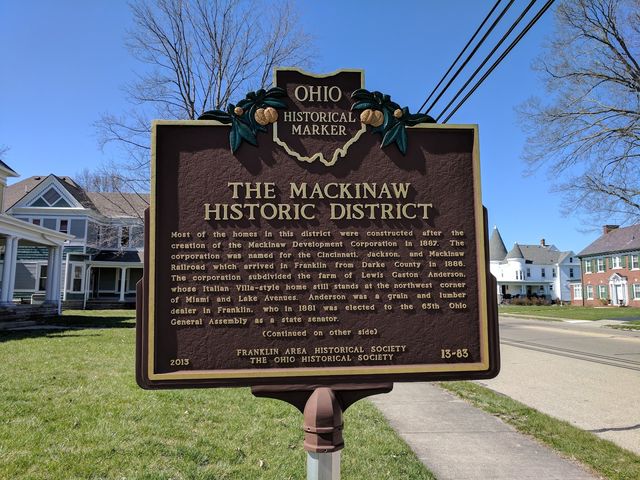 OHIO
HISTORICAL
MARKER
THE MACKINAW
HISTORIC DISTRICT
Most of the homes in this district were constructed after the
creation of the Mackinaw Development Corporation in 1887. The
corporation was named for the Cincinnati, Jackson, and Mackinaw
Railroad which arrived in Franklin from Darke County in 1886.
The corporation subdivided the farm of Lewis Gaston Anderson,
whose Italian Villa-style home still stands at the northwest corner
of Miami and Lake Avenues. Anderson was a grain and lumber
dealer in Franklin, who in 1881 was elected to the 65th Ohio
General Assembly as a state senator.
(Continued on other side)
FRANKLIN AREA HISTORICAL SOCIETY
THE OHIO HISTORICAL SOCIETY
2013
13-83